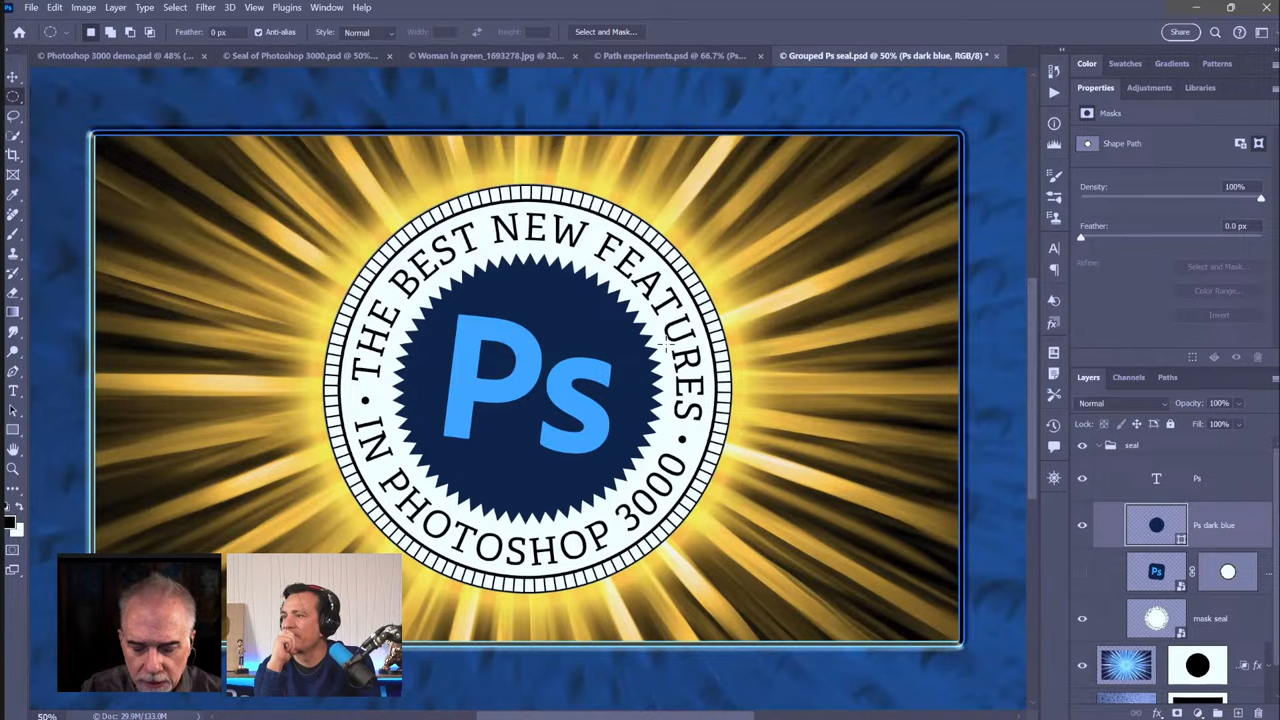 Ps File Edit Image Layer Type Select Filter 3D View Plugins Window Help
Feather: 0 px Anti-alias Style: Normal Width: Height: Select and Mask... Share
© Photoshop 3000 demo.psd @ 48% (... × © Seal of Photoshop 3000.psd @ 50%... × © Woman in green_1693278.jpg @ 30... × © Path experiments.psd @ 66.7% (Ps... × © Grouped Ps seal.psd @ 50% (Ps dark blue, RGB/8) * ×
Color Swatches Gradients Patterns
Properties Adjustments Libraries
Masks
Shape Path
Density: 100%
Feather: 0.0 px
Refine:
Select and Mask...
Color Range...
Invert
THE BEST NEW FEATURES •
IN PHOTOSHOP 3000 •
Ps
Layers Channels Paths
Normal Opacity: 100%
Lock: Fill: 100%
seal
T Ps
Ps dark blue
Ps
mask seal
fx
50% Doc: 29.9M/133.0M